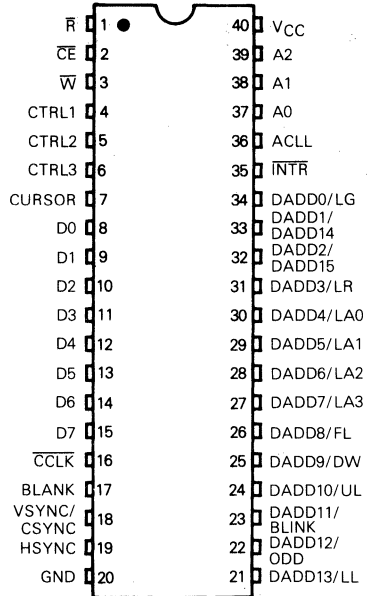 R̅ 1 40 VCC
C̅E̅ 2 39 A2
W̅ 3 38 A1
CTRL1 4 37 A0
CTRL2 5 36 ACLL
CTRL3 6 35 I̅N̅T̅R̅
CURSOR 7 34 DADD0/LG
D0 8 33 DADD1/
DADD14
D1 9 32 DADD2/
DADD15
D2 10 31 DADD3/LR
D3 11 30 DADD4/LA0
D4 12 29 DADD5/LA1
D5 13 28 DADD6/LA2
D6 14 27 DADD7/LA3
D7 15 26 DADD8/FL
C̅C̅L̅K̅ 16 25 DADD9/DW
BLANK 17 24 DADD10/UL
VSYNC/
CSYNC 18 23 DADD11/
BLINK
HSYNC 19 22 DADD12/
ODD
GND 20 21 DADD13/LL